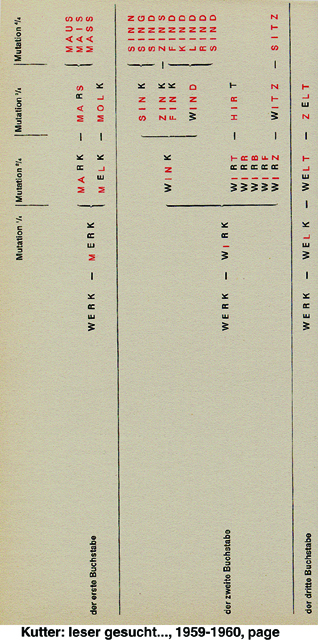 Mutation ¹/₄ Mutation ²/₄ Mutation ³/₄ Mutation ⁴/₄
MAUS
MARK — MARS MAIS
der erste Buchstabe WERK — MERK MASS
MELK — MOLK
SINN
SINK SING
SIND
ZINK — ZINS
WINK FINK FIND
KIND
WIND LIND
RIND
SIND
der zweite Buchstabe WERK — WIRK
WIRT — HIRT
WIRR
WIRB
WIRF
WIRZ — WITZ — SITZ
der dritte Buchstabe WERK — WELK — WELT — ZELT
Kutter: leser gesucht..., 1959-1960, page